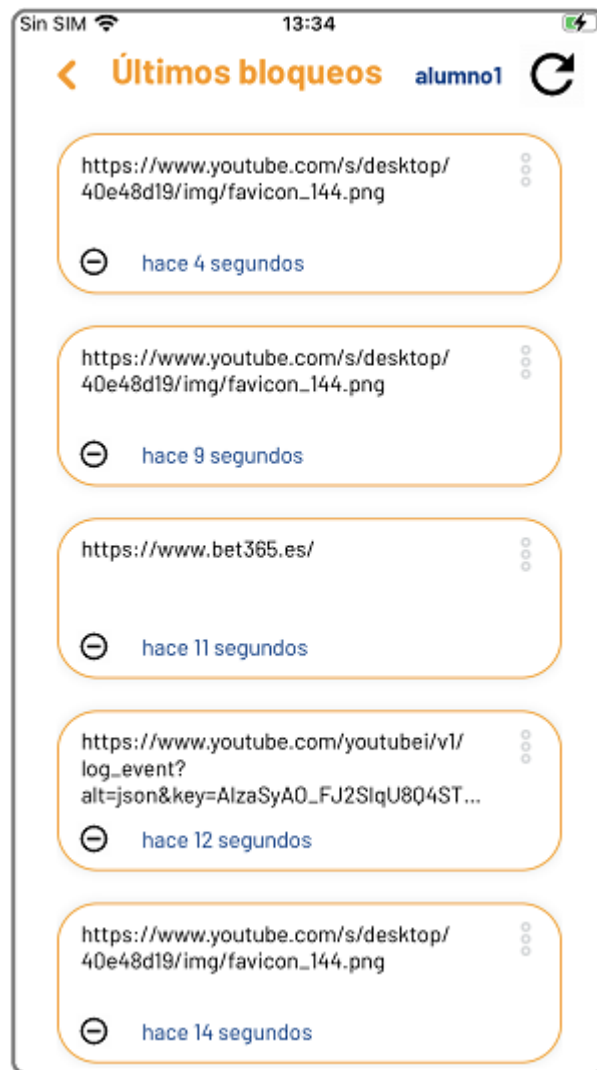 Sin SIM 13:34
Últimos bloqueos alumno1
https://www.youtube.com/s/desktop/
40e48d19/img/favicon_144.png
hace 4 segundos
https://www.youtube.com/s/desktop/
40e48d19/img/favicon_144.png
hace 9 segundos
https://www.bet365.es/
hace 11 segundos
https://www.youtube.com/youtubei/v1/
log_event?
alt=json&key=AIzaSyAO_FJ2SlqU8Q4ST...
hace 12 segundos
https://www.youtube.com/s/desktop/
40e48d19/img/favicon_144.png
hace 14 segundos